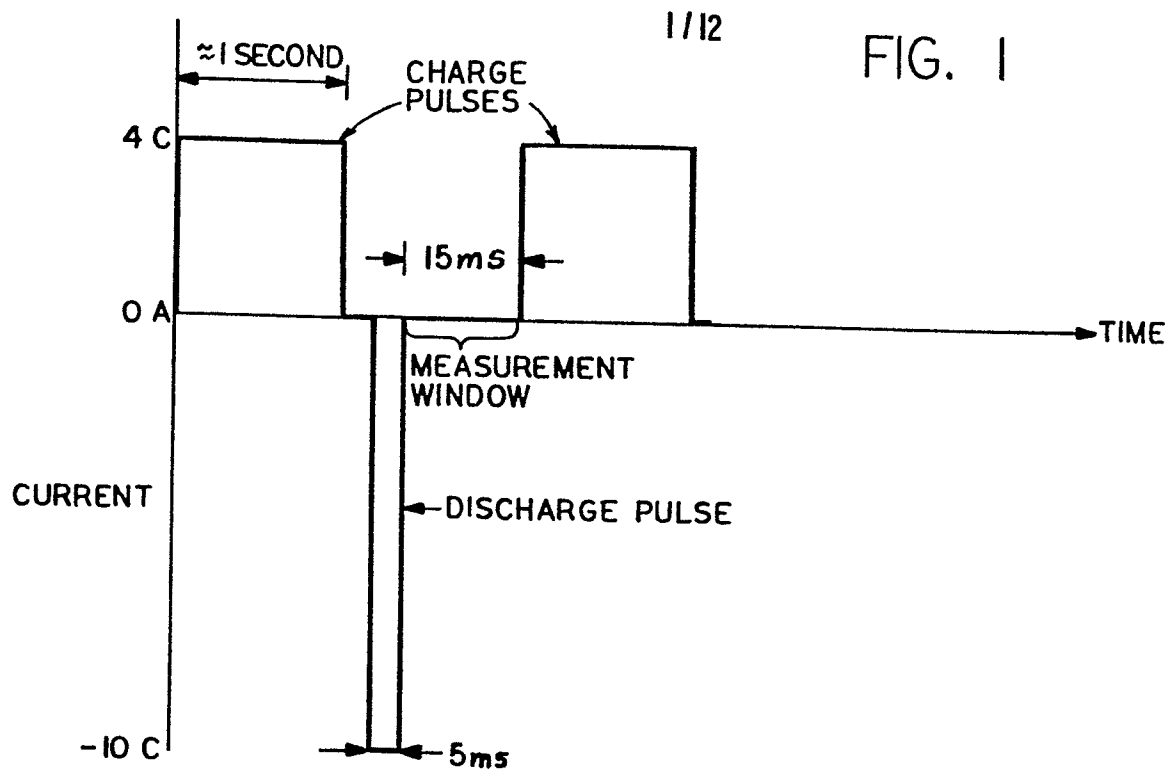 1/12
FIG. 1
≈1 SECOND
CHARGE
PULSES
4 C
15ms
0 A
TIME
MEASUREMENT
WINDOW
CURRENT
DISCHARGE PULSE
-10 C
5ms